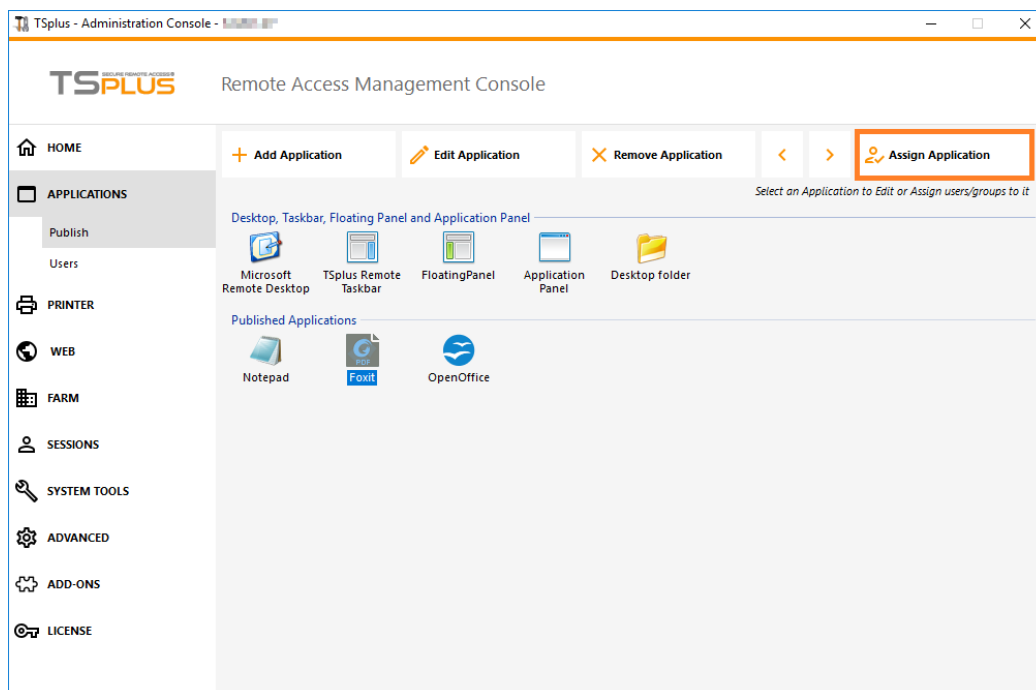 TSplus - Administration Console -
TSPLUS
SECURE REMOTE ACCESS
Remote Access Management Console
HOME
APPLICATIONS
Publish
Users
PRINTER
WEB
FARM
SESSIONS
SYSTEM TOOLS
ADVANCED
ADD-ONS
LICENSE
Add Application
Edit Application
Remove Application
Assign Application
Select an Application to Edit or Assign users/groups to it
Desktop, Taskbar, Floating Panel and Application Panel
Microsoft
Remote Desktop
TSplus Remote
Taskbar
FloatingPanel
Application
Panel
Desktop folder
Published Applications
Notepad
PDF
Foxit
OpenOffice